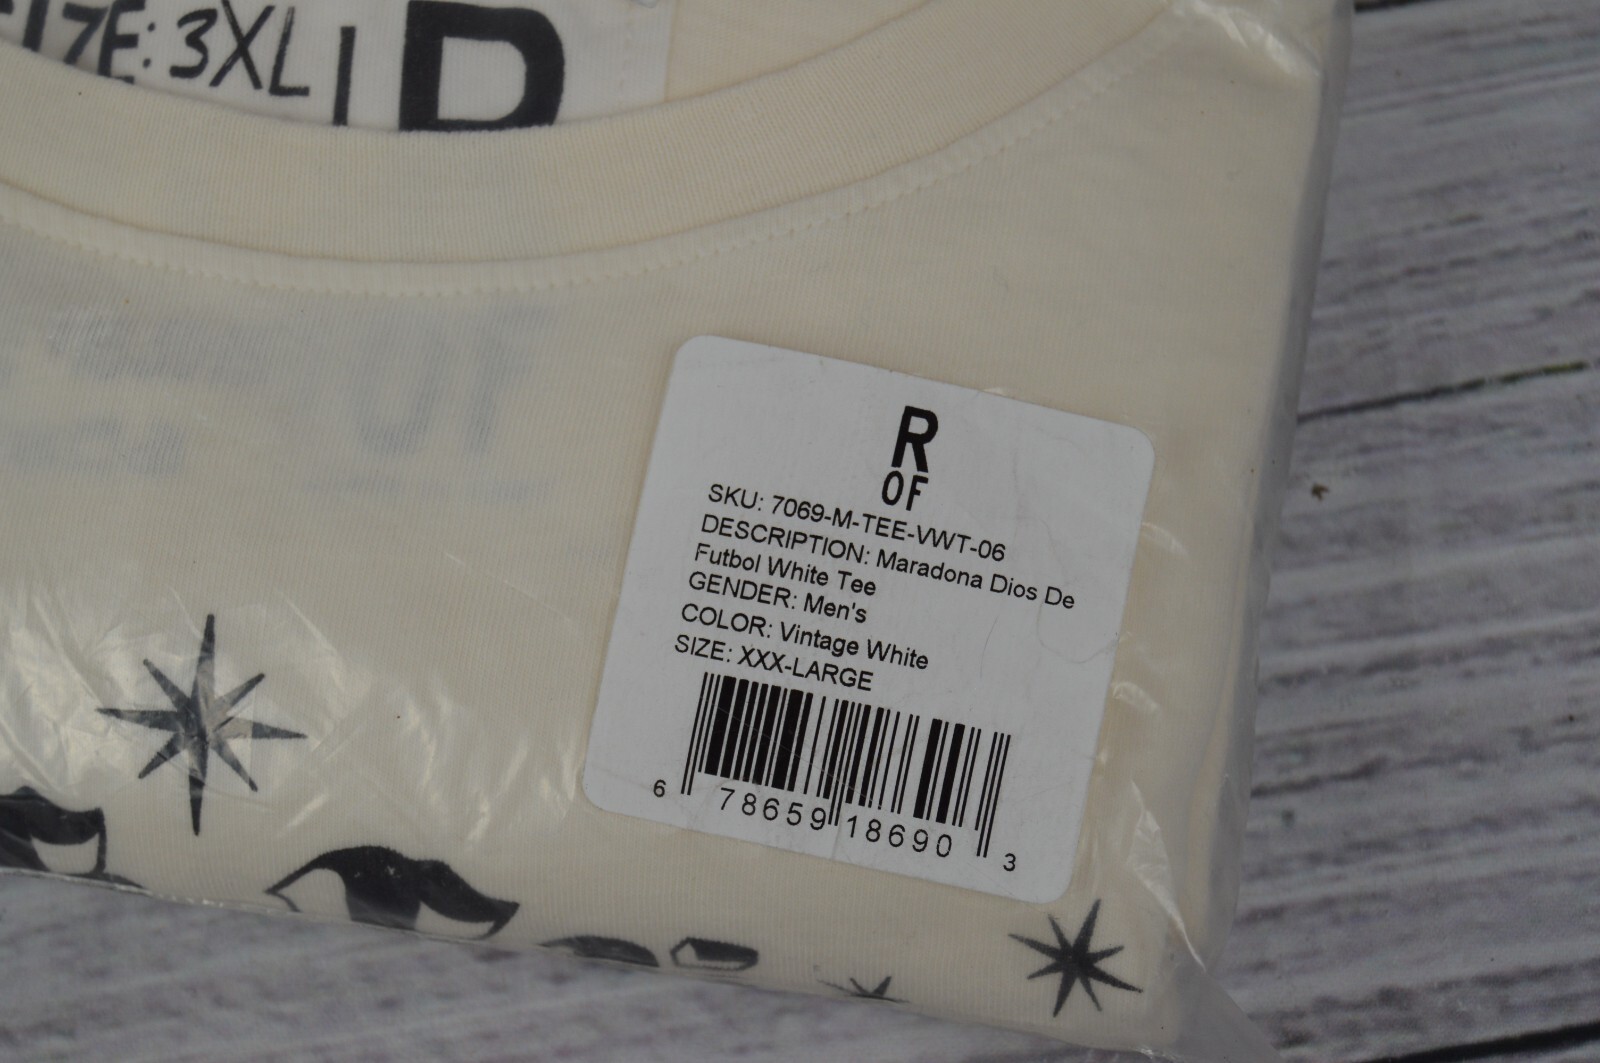 SIZE: 3XL
R
R
OF
SKU: 7069-M-TEE-VWT-06
DESCRIPTION: Maradona Dios De
Futbol White Tee
GENDER: Men's
COLOR: Vintage White
SIZE: XXX-LARGE
6 78659 18690 3